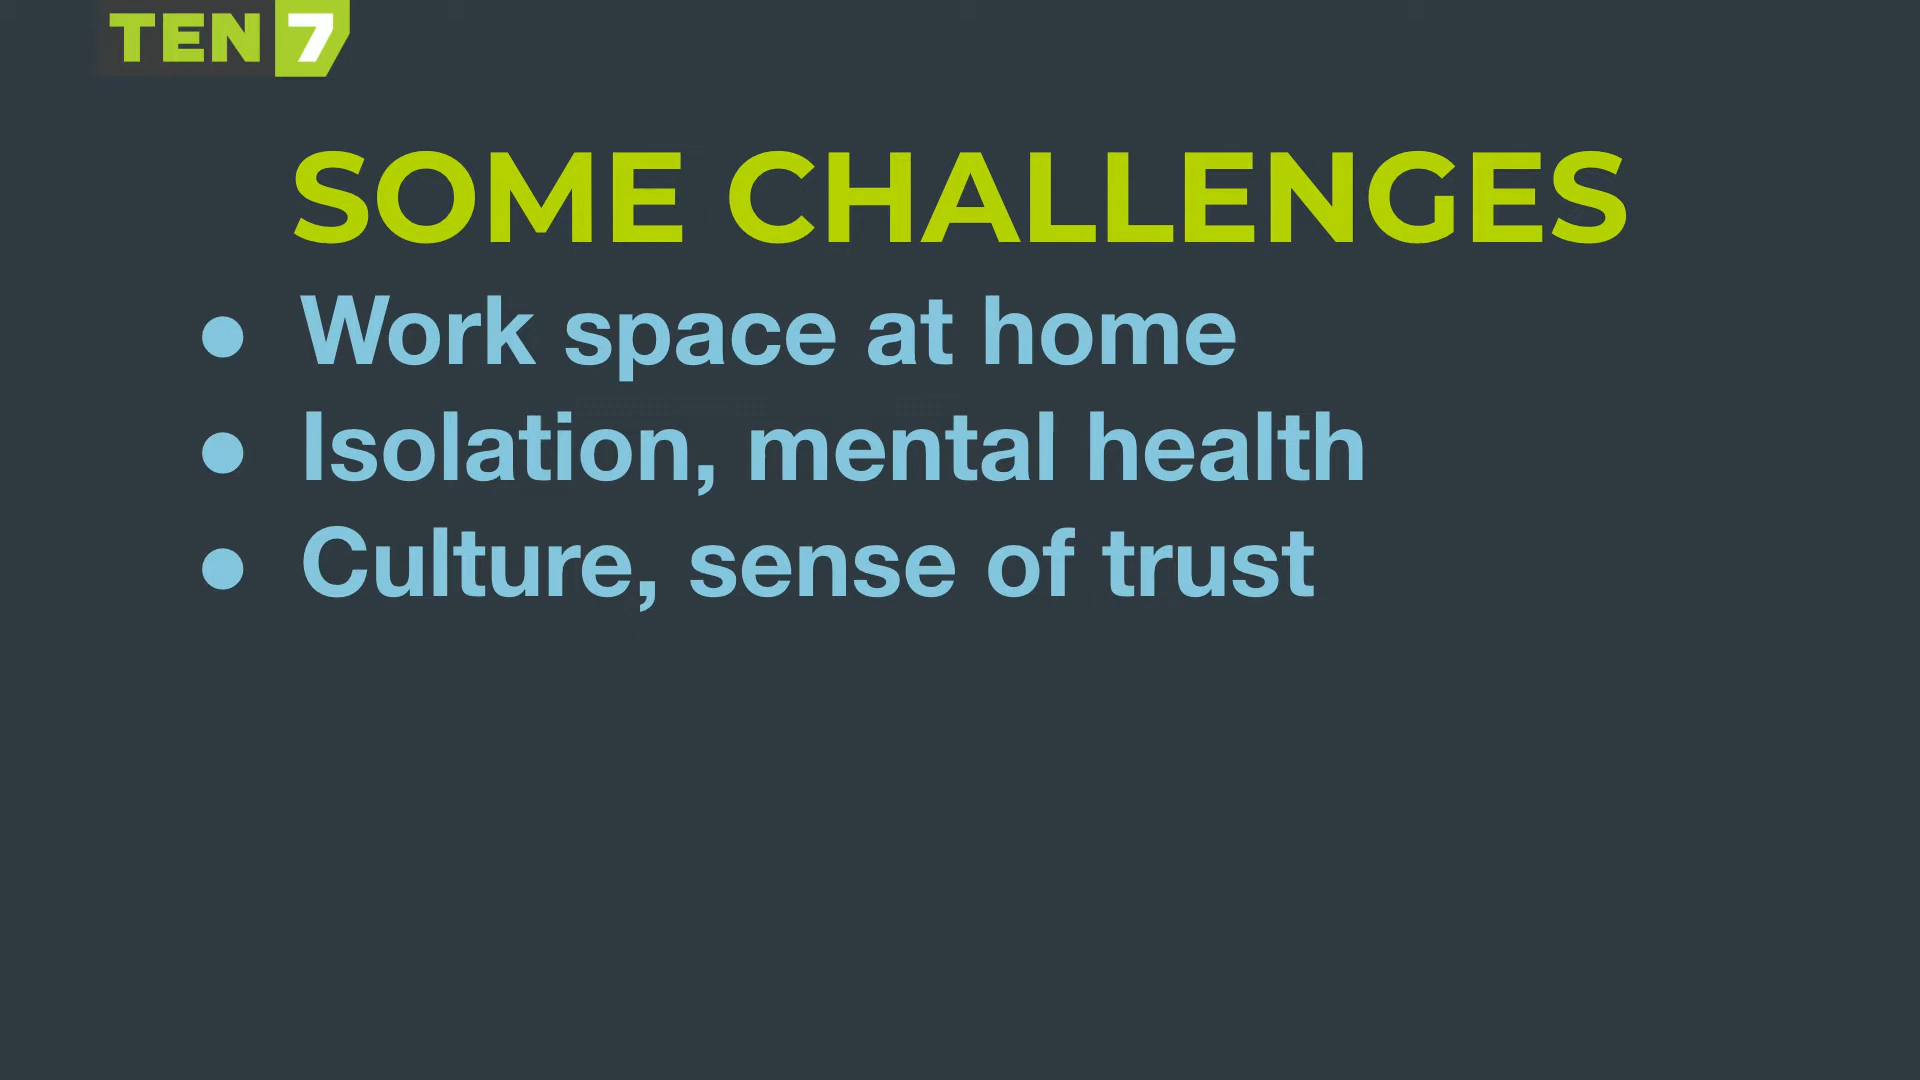 TEN 7
SOME CHALLENGES
● Work space at home
● Isolation, mental health
● Culture, sense of trust